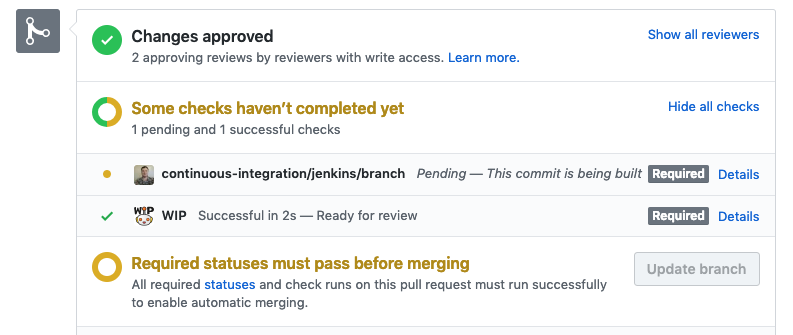 Changes approved
Show all reviewers
2 approving reviews by reviewers with write access. Learn more.
Some checks haven’t completed yet
Hide all checks
1 pending and 1 successful checks
continuous-integration/jenkins/branch Pending — This commit is being built Required Details
WIP WIP Successful in 2s — Ready for review Required Details
Required statuses must pass before merging
Update branch
All required statuses and check runs on this pull request must run successfully
to enable automatic merging.